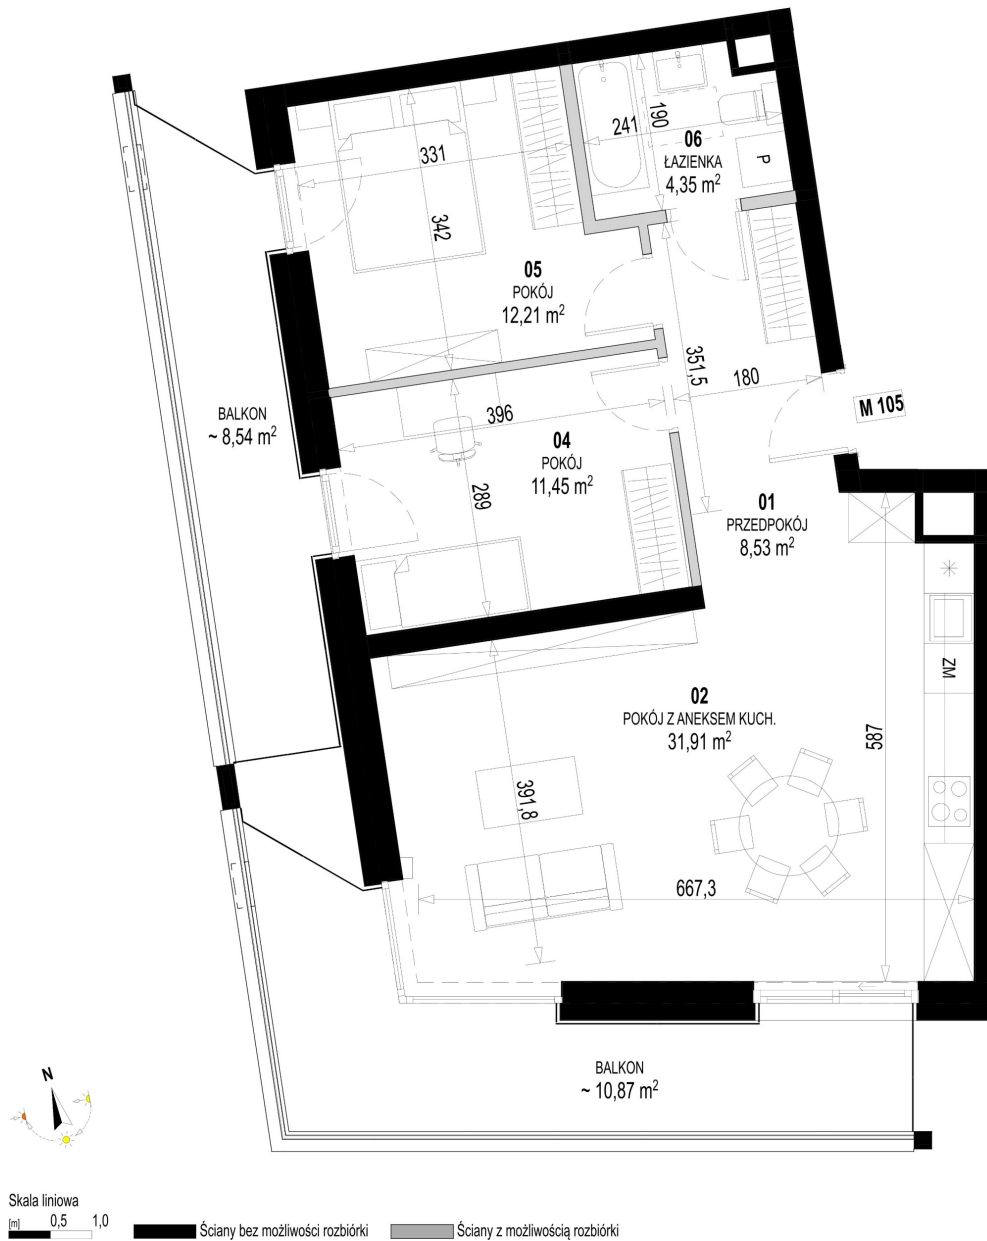 241
190
06
ŁAZIENKA
4,35 m²
P
331
342
05
POKÓJ
12,21 m²
351,5
180
M 105
BALKON
~ 8,54 m²
396
04
POKÓJ
11,45 m²
289
01
PRZEDPOKÓJ
8,53 m²
ZM
02
POKÓJ Z ANEKSEM KUCH.
31,91 m²
587
391,8
667,3
BALKON
~ 10,87 m²
N
Skala liniowa
[m] 0,5 1,0
Ściany bez możliwości rozbiórki
Ściany z możliwością rozbiórki